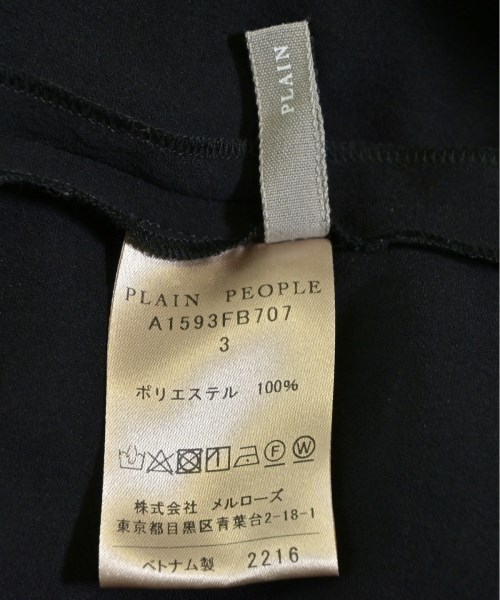 PLAIN
PLAIN PEOPLE
A1593FB707
3
ポリエステル 100%
F W
株式会社 メルローズ
東京都目黒区青葉台2-18-1
ベトナム製 2216